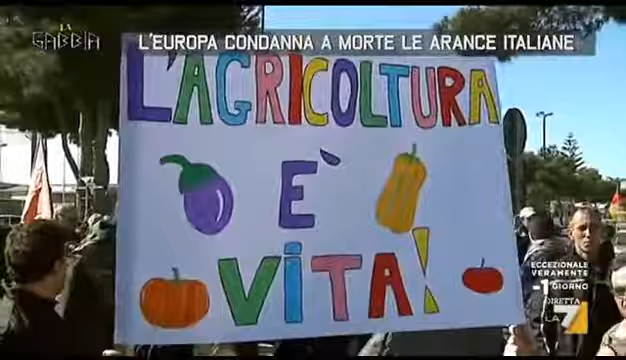 LA
GABBIA
L'EUROPA CONDANNA A MORTE LE ARANCE ITALIANE
L'AGRICOLTURA
È
VITA!
ECCEZIONALE
VERAMENTE
-1 GIORNO
DIRETTA
LA7